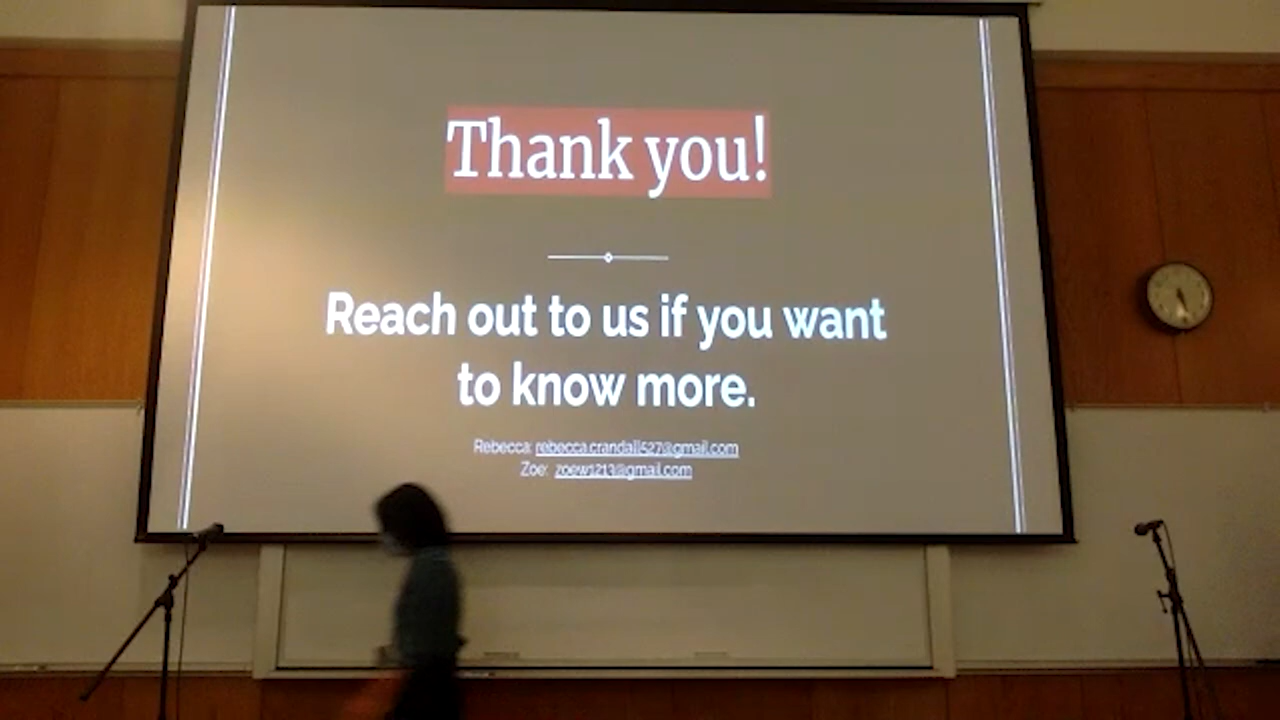 Thank you!
Reach out to us if you want
to know more.
Rebecca: rebecca.crandall527@gmail.com
Zoe: zoew1213@gmail.com